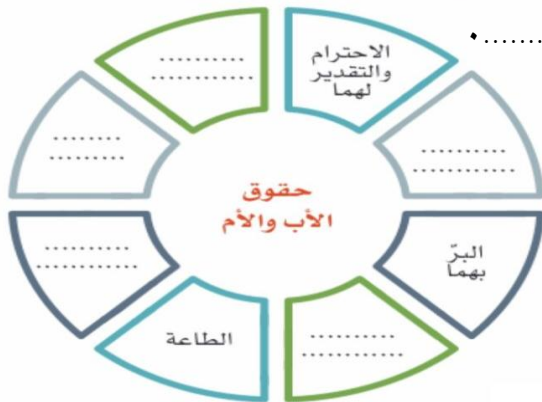 الاحترام
والتقدير
لهما
حقوق
الأب والأم
البرّ
بهما
الطاعة